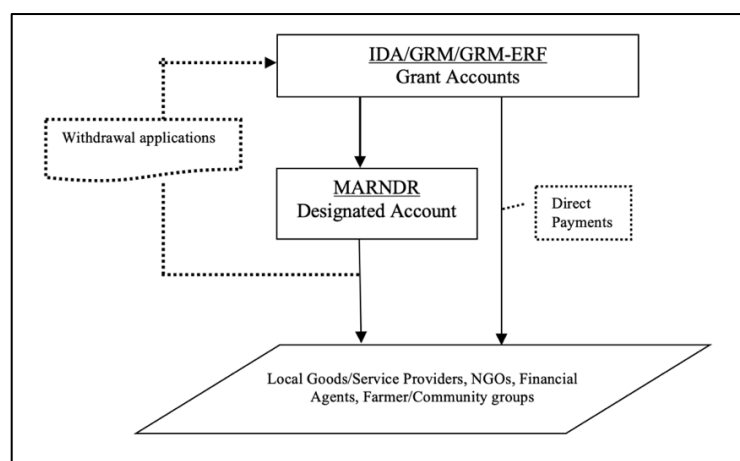 IDA/GRM/GRM-ERF
Grant Accounts
Withdrawal applications
MARNDR
Designated Account
Direct
Payments
Local Goods/Service Providers, NGOs, Financial
Agents, Farmer/Community groups